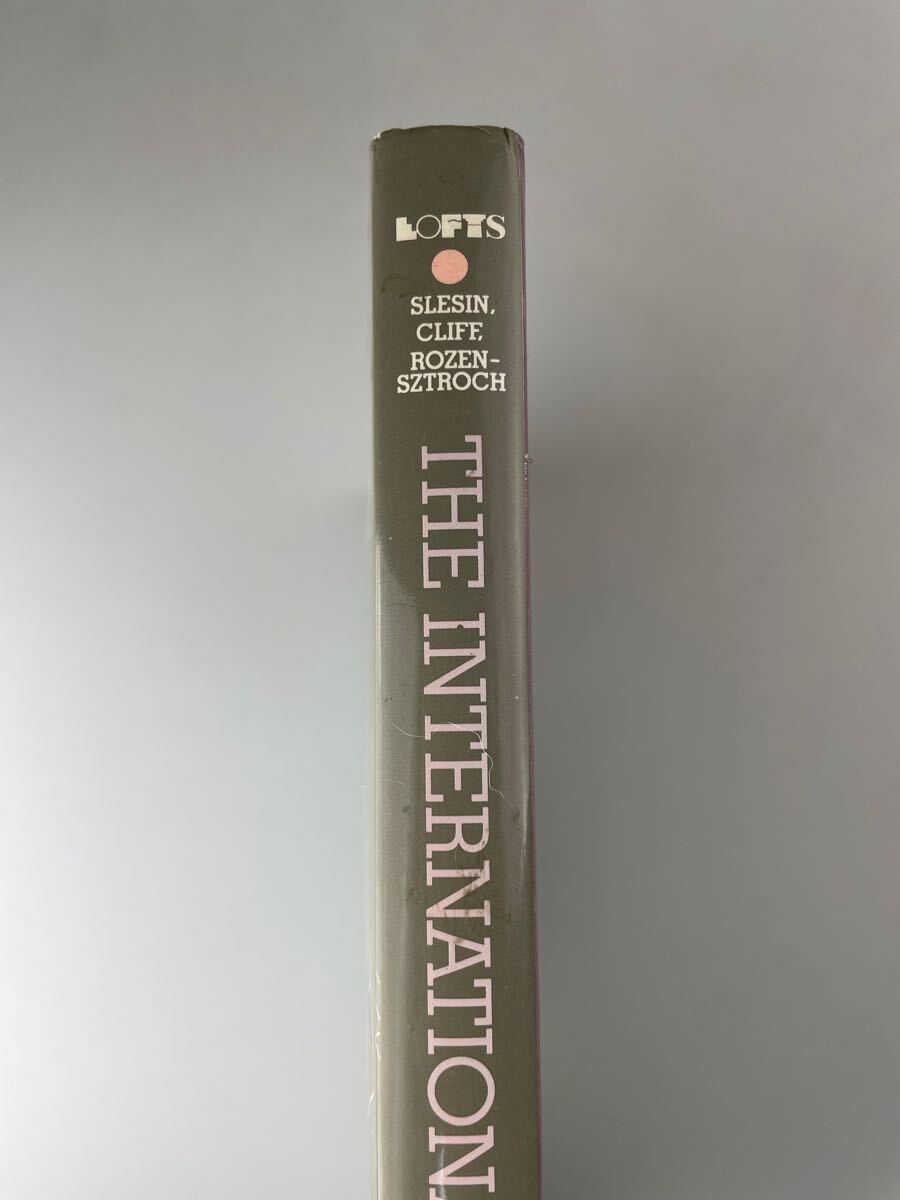 LOFTS
SLESIN,
CLIFF,
ROZEN-
SZTROCH
THE INTERNATION